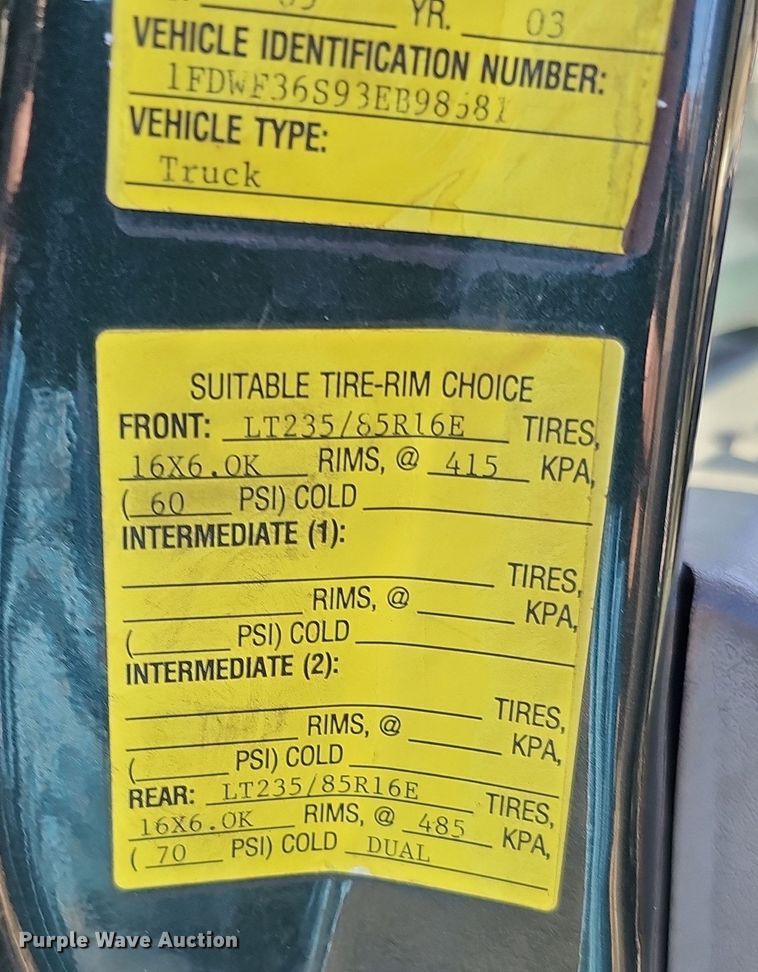 YR. 03
VEHICLE IDENTIFICATION NUMBER:
1FDWF36S93EB98581
VEHICLE TYPE:
Truck
SUITABLE TIRE-RIM CHOICE
FRONT: LT235/85R16E TIRES,
16X6.0K RIMS, @ 415 KPA,
( 60 PSI) COLD
INTERMEDIATE (1):
TIRES,
RIMS, @ KPA,
( PSI) COLD
INTERMEDIATE (2):
TIRES,
RIMS, @ KPA,
( PSI) COLD
REAR: LT235/85R16E TIRES,
16X6.0K RIMS, @ 485 KPA,
( 70 PSI) COLD DUAL
Purple Wave Auction